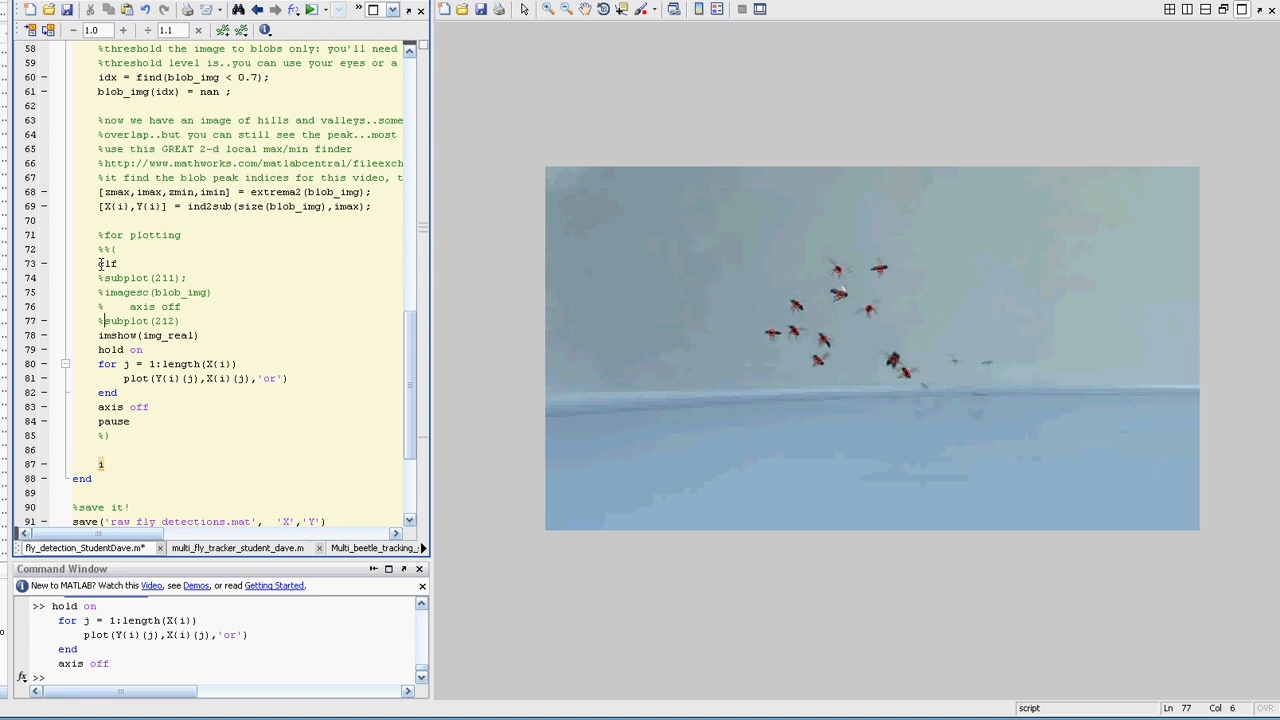 1.0
1.1
58 %threshold the image to blobs only: you'll need
59 %threshold level is..you can use your eyes or a
60 idx = find(blob_img < 0.7);
61 blob_img(idx) = nan ;
62
63 %now we have an image of hills and valleys..some
64 %overlap..but you can still see the peak...most
65 %use this GREAT 2-d local max/min finder
66 %http://www.mathworks.com/matlabcentral/fileexch
67 %it find the blob peak indices for this video, t
68 [zmax,imax,zmin,imin] = extrema2(blob_img);
69 [X{i},Y{i}] = ind2sub(size(blob_img),imax);
70
71 %for plotting
72 %%{
73 clf
74 %subplot(211);
75 %imagesc(blob_img)
76 % axis off
77 %subplot(212)
78 imshow(img_real)
79 hold on
80 for j = 1:length(X{i})
81 plot(Y{i}(j),X{i}(j),'or')
82 end
83 axis off
84 pause
85 %}
86
87 i
88 end
89
90 %save it!
91 save('raw_fly_detections.mat', 'X','Y')
fly_detection_StudentDave.m* multi_fly_tracker_student_dave.m Multi_beetle_tracking_
Command Window
New to MATLAB? Watch this Video, see Demos, or read Getting Started.
>> hold on
for j = 1:length(X{i})
plot(Y{i}(j),X{i}(j),'or')
end
axis off
fx >>
script Ln 77 Col 6 OVR